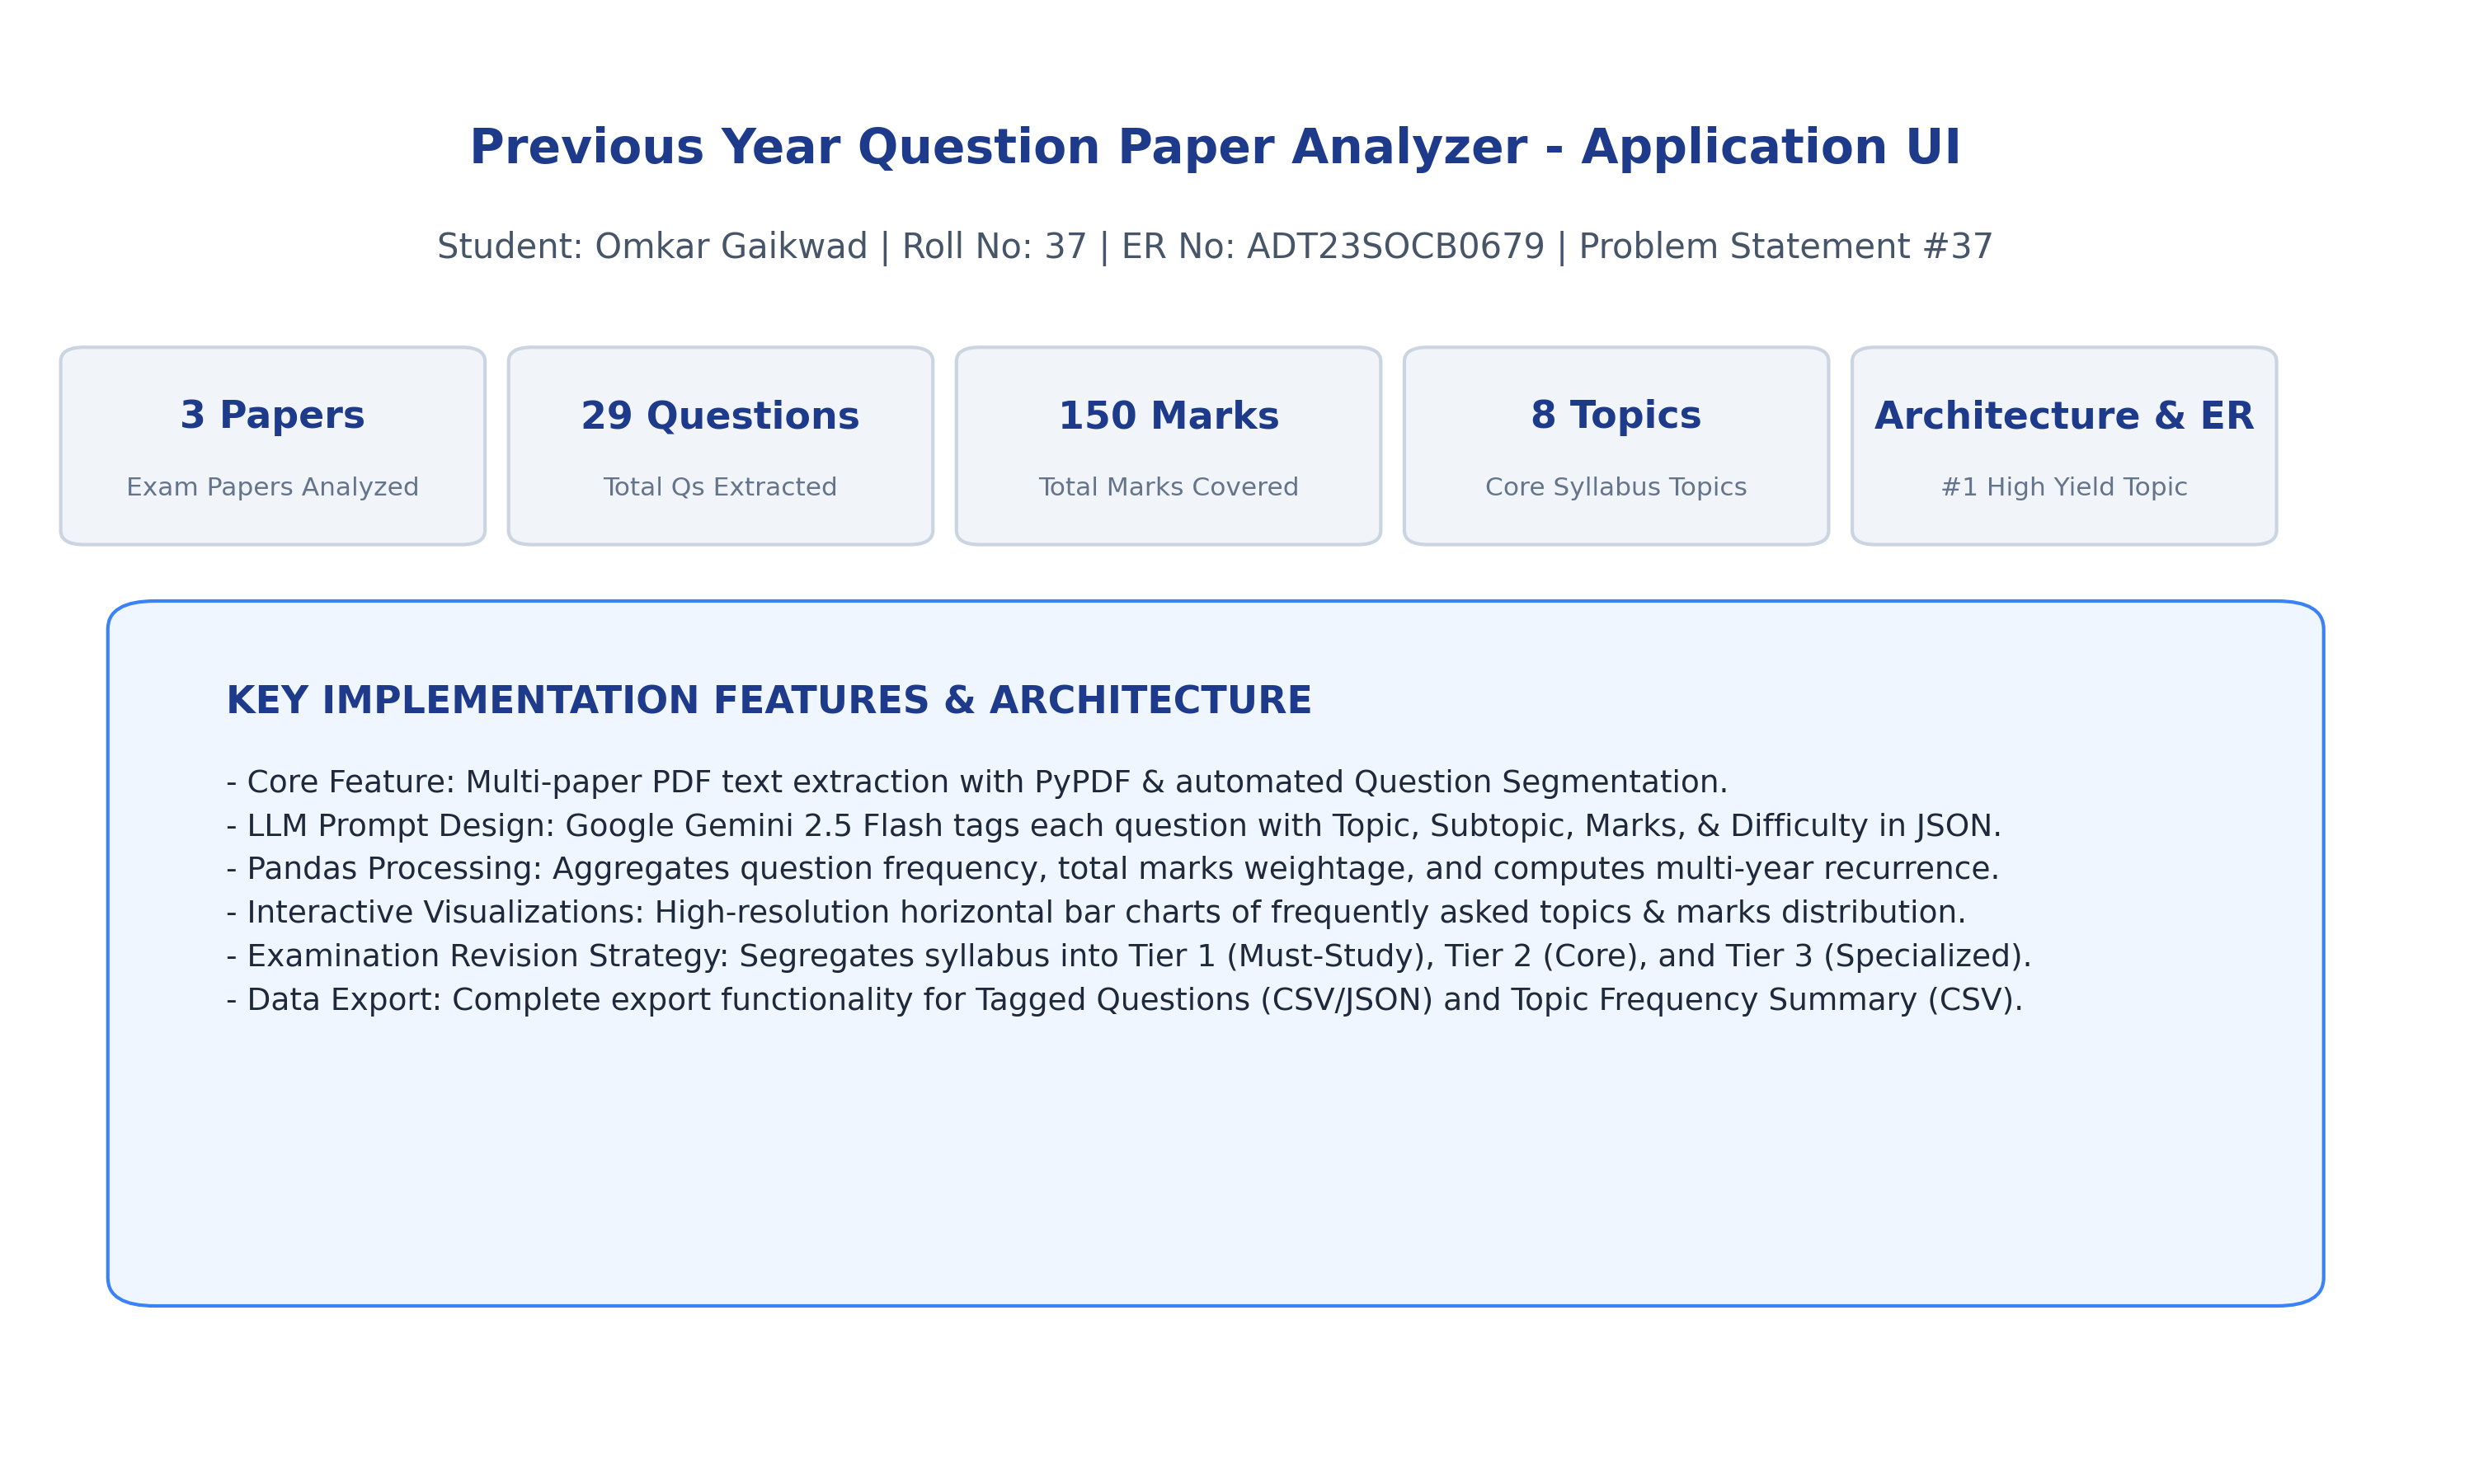 Previous Year Question Paper Analyzer - Application UI
Student: Omkar Gaikwad | Roll No: 37 | ER No: ADT23SOCB0679 | Problem Statement #37
3 Papers
Exam Papers Analyzed
29 Questions
Total Qs Extracted
150 Marks
Total Marks Covered
8 Topics
Core Syllabus Topics
Architecture & ER
#1 High Yield Topic
KEY IMPLEMENTATION FEATURES & ARCHITECTURE
- Core Feature: Multi-paper PDF text extraction with PyPDF & automated Question Segmentation.
- LLM Prompt Design: Google Gemini 2.5 Flash tags each question with Topic, Subtopic, Marks, & Difficulty in JSON.
- Pandas Processing: Aggregates question frequency, total marks weightage, and computes multi-year recurrence.
- Interactive Visualizations: High-resolution horizontal bar charts of frequently asked topics & marks distribution.
- Examination Revision Strategy: Segregates syllabus into Tier 1 (Must-Study), Tier 2 (Core), and Tier 3 (Specialized).
- Data Export: Complete export functionality for Tagged Questions (CSV/JSON) and Topic Frequency Summary (CSV).